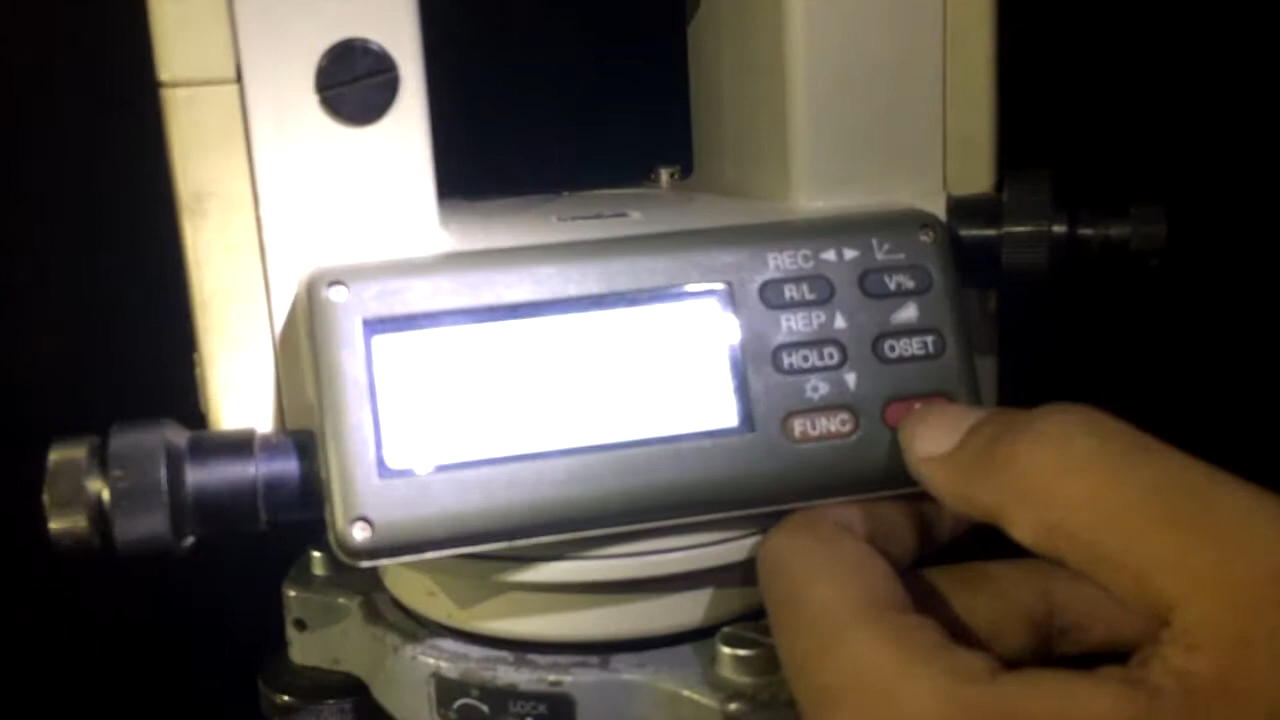 REC ◀ ▶
R/L V%
REP ▲
HOLD OSET
▼
FUNC
LOCK